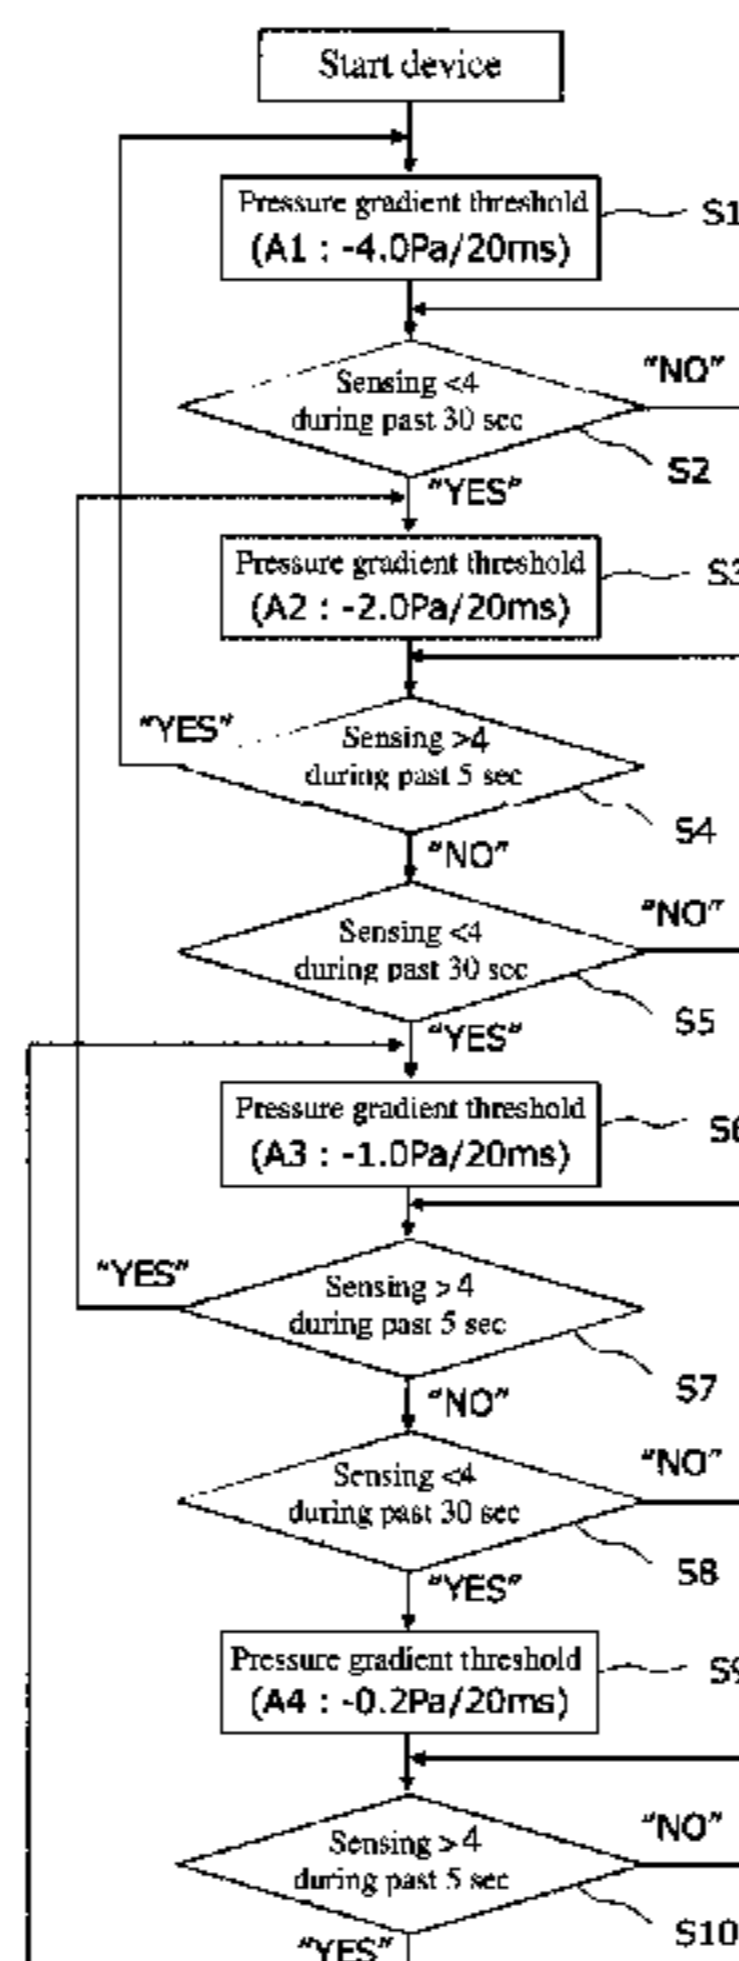 Start device
Pressure gradient threshold
(A1 : -4.0Pa/20ms)
S1
Sensing <4
during past 30 sec
"NO"
S2
"YES"
Pressure gradient threshold
(A2 : -2.0Pa/20ms)
S3
"YES"
Sensing >4
during past 5 sec
S4
"NO"
Sensing <4
during past 30 sec
"NO"
S5
"YES"
Pressure gradient threshold
(A3 : -1.0Pa/20ms)
S6
"YES"
Sensing >4
during past 5 sec
S7
"NO"
Sensing <4
during past 30 sec
"NO"
S8
"YES"
Pressure gradient threshold
(A4 : -0.2Pa/20ms)
S9
Sensing >4
during past 5 sec
"NO"
S10
"YES"